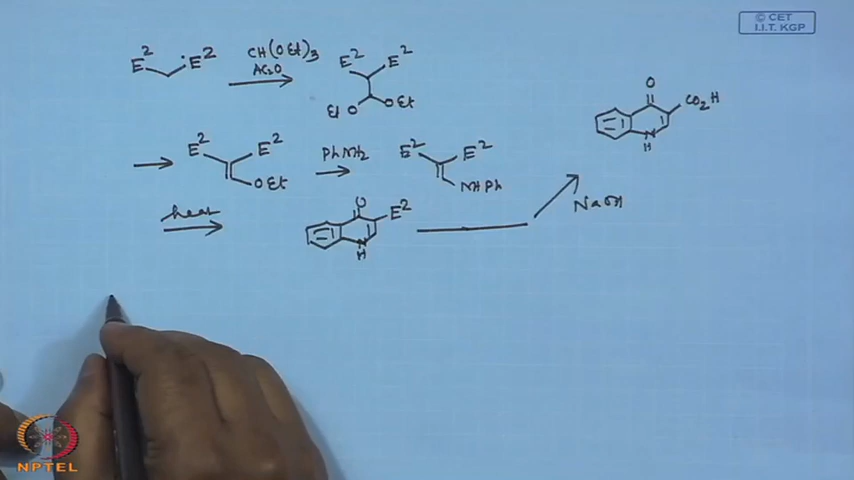 © CET
I.I.T. KGP
E2 E2 CH(OEt)3 E2 E2
Ac2O
EtO OEt
O
CO2H
N
H
E2 E2 PhNH2 E2 E2
OEt NHPh
heat O E2
N
H
NaOH
NPTEL